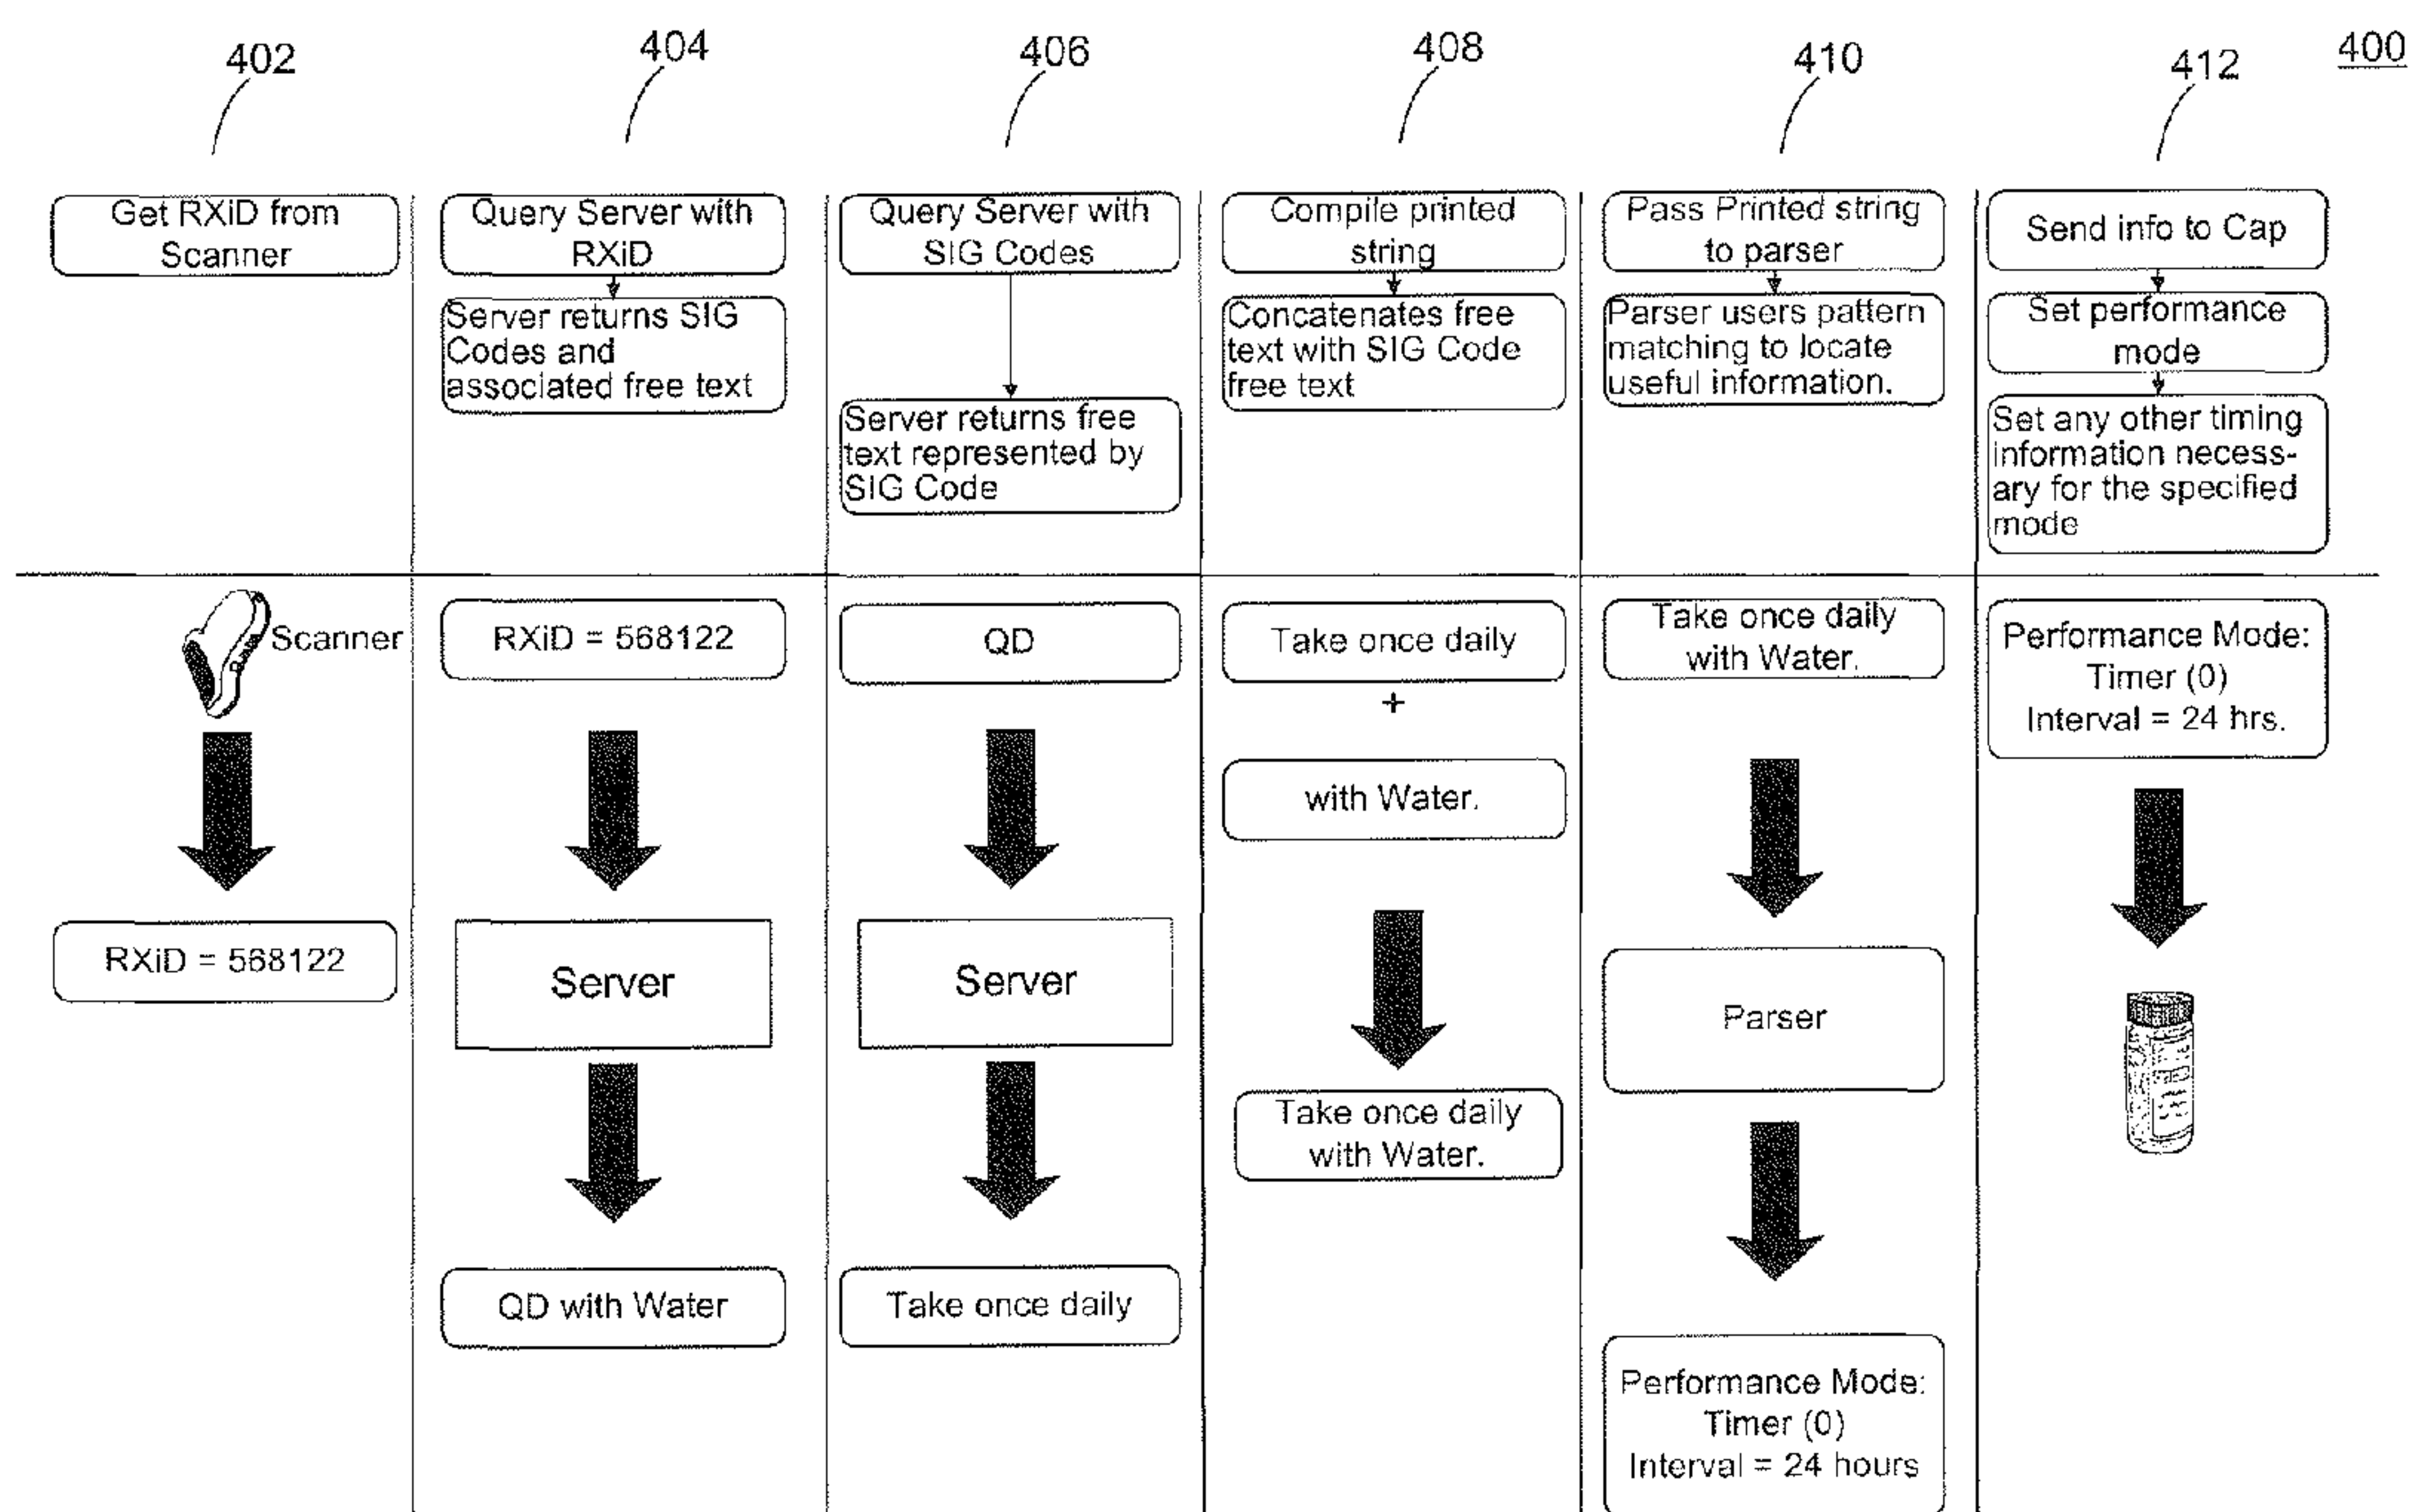 402
404
406
408
410
412
400
Get RXiD from
Scanner
Query Server with
RXiD
Server returns SIG
Codes and
associated free text
Query Server with
SIG Codes
Server returns free
text represented by
SIG Code
Compile printed
string
Concatenates free
text with SIG Code
free text
Pass Printed string
to parser
Parser users pattern
matching to locate
useful information.
Send info to Cap
Set performance
mode
Set any other timing
information necess-
ary for the specified
mode
Scanner
RXiD = 568122
RXiD = 568122
Server
QD with Water
QD
Server
Take once daily
Take once daily
+
with Water.
Take once daily
with Water.
Take once daily
with Water.
Parser
Performance Mode:
Timer (0)
Interval = 24 hours
Performance Mode:
Timer (0)
Interval = 24 hrs.